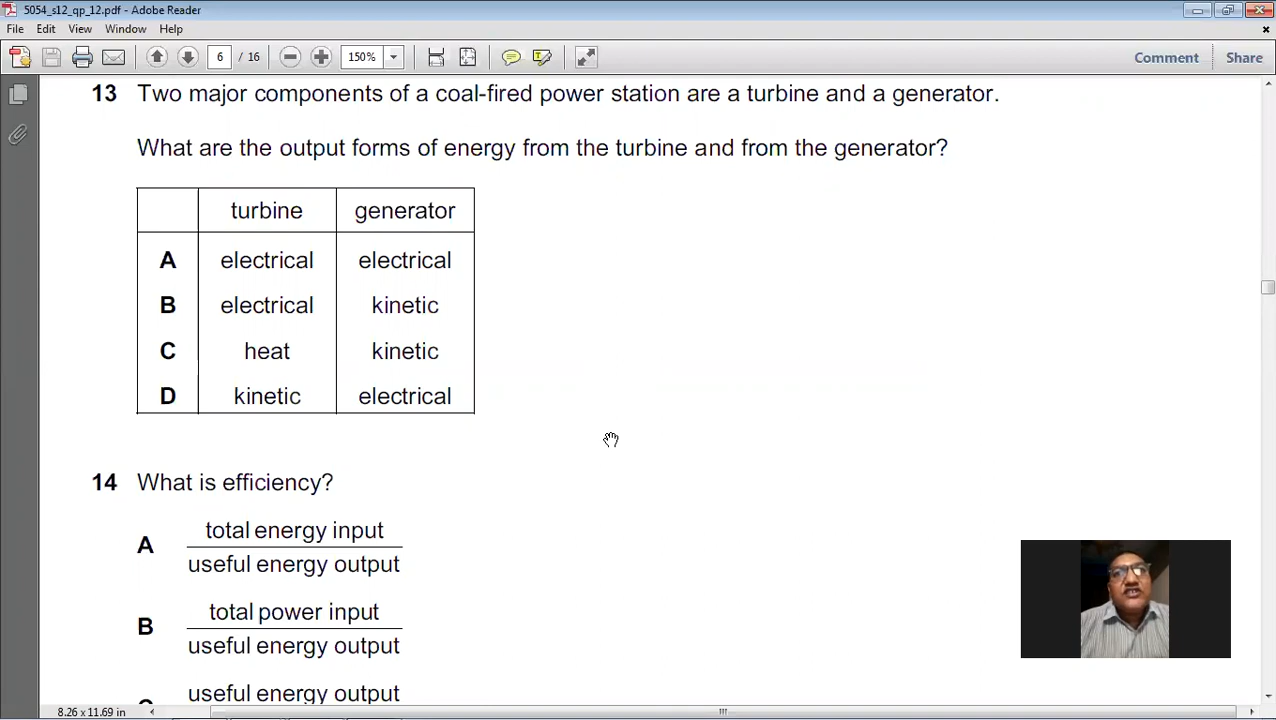 5054_s12_qp_12.pdf - Adobe Reader
File Edit View Window Help
6 / 16 150% Comment Share
13 Two major components of a coal-fired power station are a turbine and a generator.
What are the output forms of energy from the turbine and from the generator?
turbine generator
A electrical electrical
B electrical kinetic
C heat kinetic
D kinetic electrical
14 What is efficiency?
A total energy input
useful energy output
B total power input
useful energy output
useful energy output
8.26 x 11.69 in